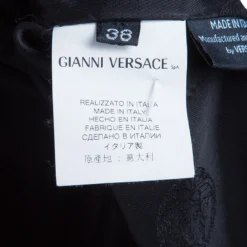 38
MADE IN
Manufactured
by VERS
GIANNI VERSACE SpA
REALIZZATO IN ITALIA
MADE IN ITALY
HECHO EN ITALIA
FABRIQUE EN ITALIE
СДЕЛАНО В ИТАЛИИ
イタリア製
原產地：意大利